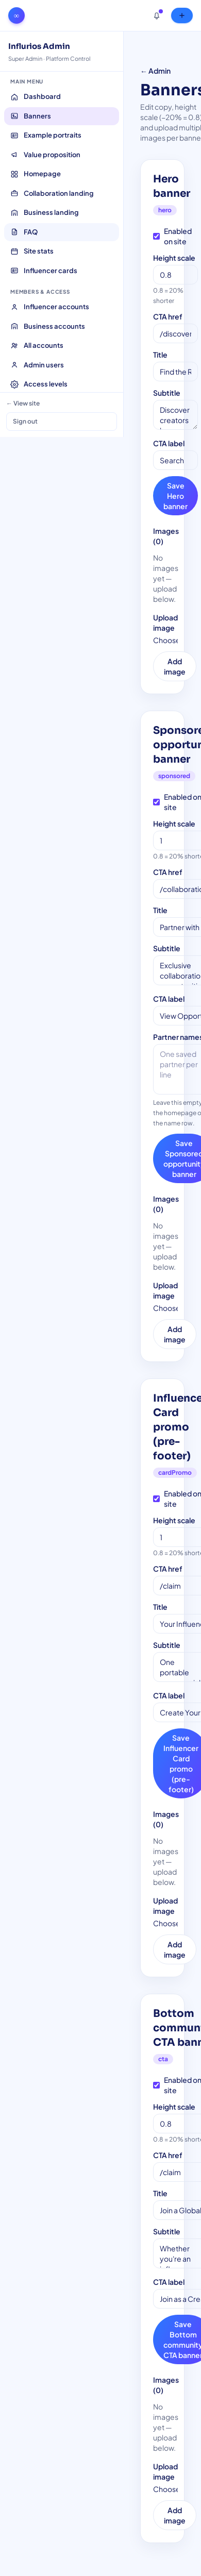 Influrios Admin
Super Admin · Platform Control
MAIN MENU
Dashboard
Banners
Example portraits
Value proposition
Homepage
Collaboration landing
Business landing
FAQ
Site stats
Influencer cards
MEMBERS & ACCESS
Influencer accounts
Business accounts
All accounts
Admin users
Access levels
← View site
Sign out
← Admin
Banners
Edit copy, height
scale (~20% = 0.8)
and upload multiple
images per banner
Hero
banner
hero
Enabled
on site
Height scale
0.8
0.8 = 20%
shorter
CTA href
/discover
Title
Find the
Subtitle
Discover
creators
CTA label
Search
Save
Hero
banner
Images
(0)
No
images
yet —
upload
below.
Upload
image
Choose
Add
image
Sponsored
opportun
banner
sponsored
Enabled on
site
Height scale
1
0.8 = 20% shorte
CTA href
/collaboratio
Title
Partner with
Subtitle
Exclusive
collaboratio
CTA label
View Oppor
Partner names
One saved
partner per
line
Leave this empty
the homepage o
the name row.
Save
Sponsored
opportunit
banner
Images
(0)
No
images
yet —
upload
below.
Upload
image
Choose
Add
image
Influence
Card
promo
(pre-
footer)
cardPromo
Enabled on
site
Height scale
1
0.8 = 20% shorte
CTA href
/claim
Title
Your Influen
Subtitle
One
portable
CTA label
Create Your
Save
Influencer
Card
promo
(pre-
footer)
Images
(0)
No
images
yet —
upload
below.
Upload
image
Choose
Add
image
Bottom
commun
CTA bann
cta
Enabled on
site
Height scale
0.8
0.8 = 20% shorte
CTA href
/claim
Title
Join a Global
Subtitle
Whether
you're an
CTA label
Join as a Cre
Save
Bottom
community
CTA banner
Images
(0)
No
images
yet —
upload
below.
Upload
image
Choose
Add
image